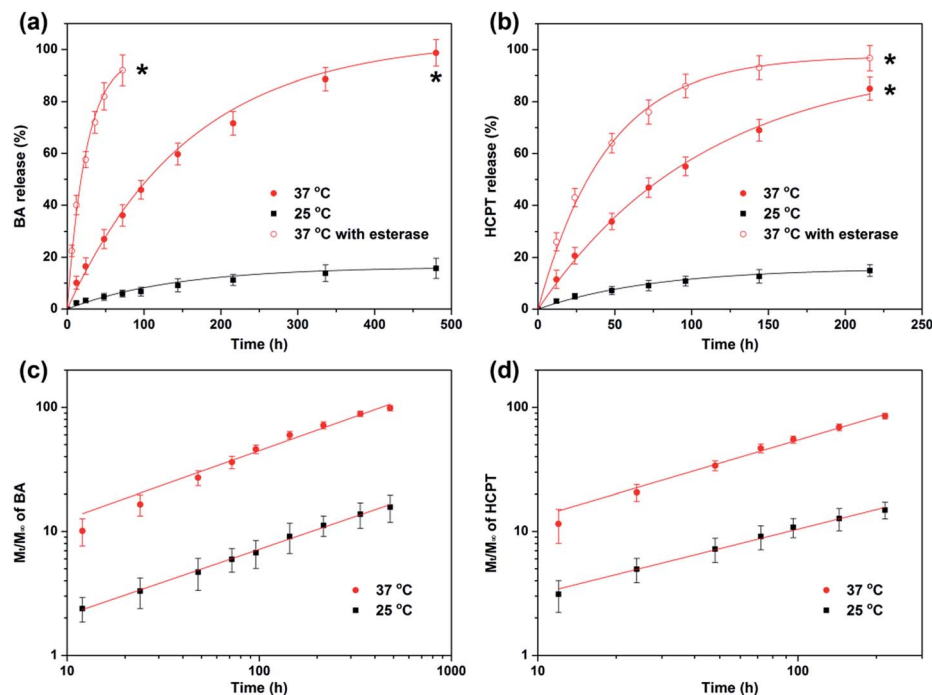 (a)
BA release (%)
100
80
60
40
20
0
*
*
37 °C
25 °C
37 °C with esterase
0 100 200 300 400 500
Time (h)
(b)
HCPT release (%)
100
80
60
40
20
0
*
*
37 °C
25 °C
37 °C with esterase
0 50 100 150 200 250
Time (h)
(c)
Mₜ/M∞ of BA
100
10
1
37 °C
25 °C
10 100 1000
Time (h)
(d)
Mₜ/M∞ of HCPT
100
10
1
37 °C
25 °C
10 100
Time (h)